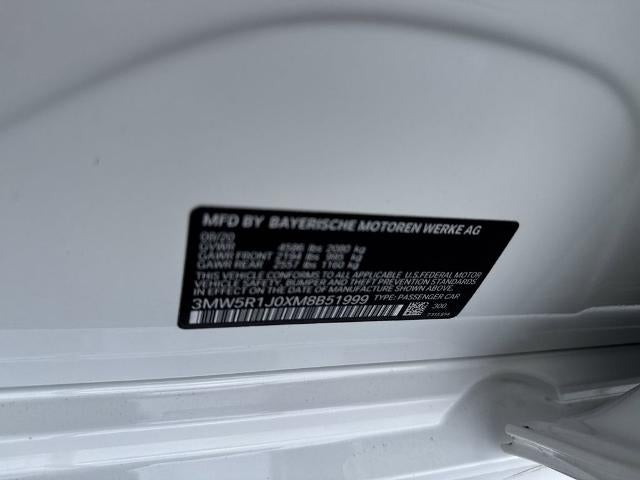 MFD BY BAYERISCHE MOTOREN WERKE AG
08/20
GVWR 4586 lbs 2080 kg
GAWR FRONT 2194 lbs 995 kg
GAWR REAR 2557 lbs 1160 kg
THIS VEHICLE CONFORMS TO ALL APPLICABLE U.S.FEDERAL MOTOR
VEHICLE SAFETY, BUMPER, AND THEFT PREVENTION STANDARDS
IN EFFECT ON THE DATE OF MANUFACTURE SHOWN ABOVE.
3MW5R1J0XM8B51999 TYPE: PASSENGER CAR
300